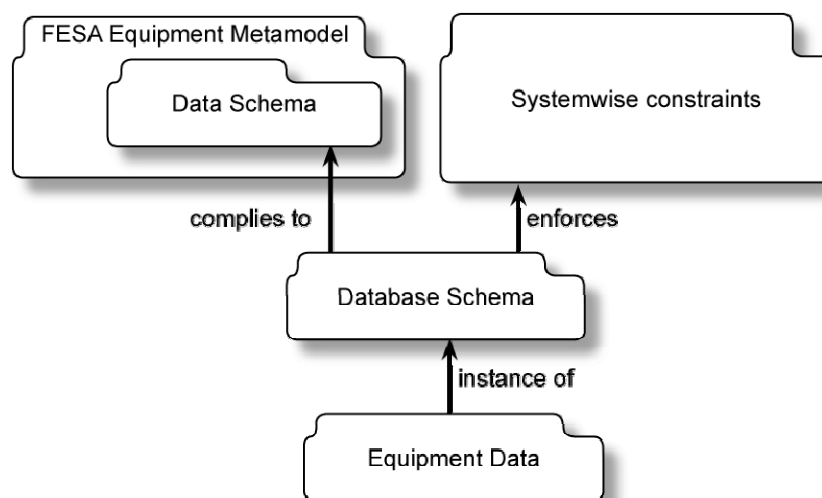 FESA Equipment Metamodel
Data Schema
Systemwise constraints
complies to
enforces
Database Schema
instance of
Equipment Data